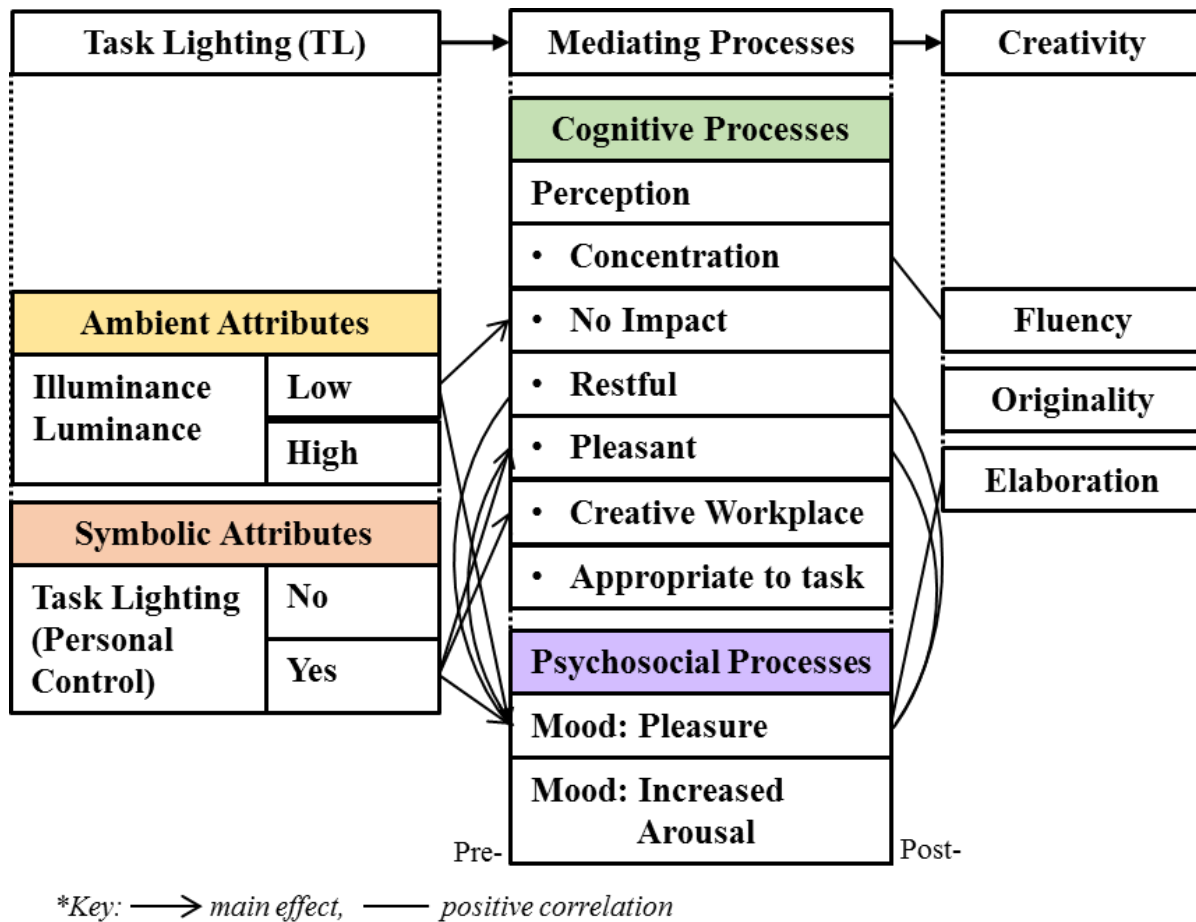 Task Lighting (TL)
Mediating Processes
Creativity
Cognitive Processes
Perception
• Concentration
• No Impact
• Restful
• Pleasant
• Creative Workplace
• Appropriate to task
Psychosocial Processes
Mood: Pleasure
Mood: Increased
Arousal
Ambient Attributes
Illuminance
Luminance
Low
High
Symbolic Attributes
Task Lighting
(Personal
Control)
No
Yes
Fluency
Originality
Elaboration
Pre-
Post-
*Key: main effect, positive correlation